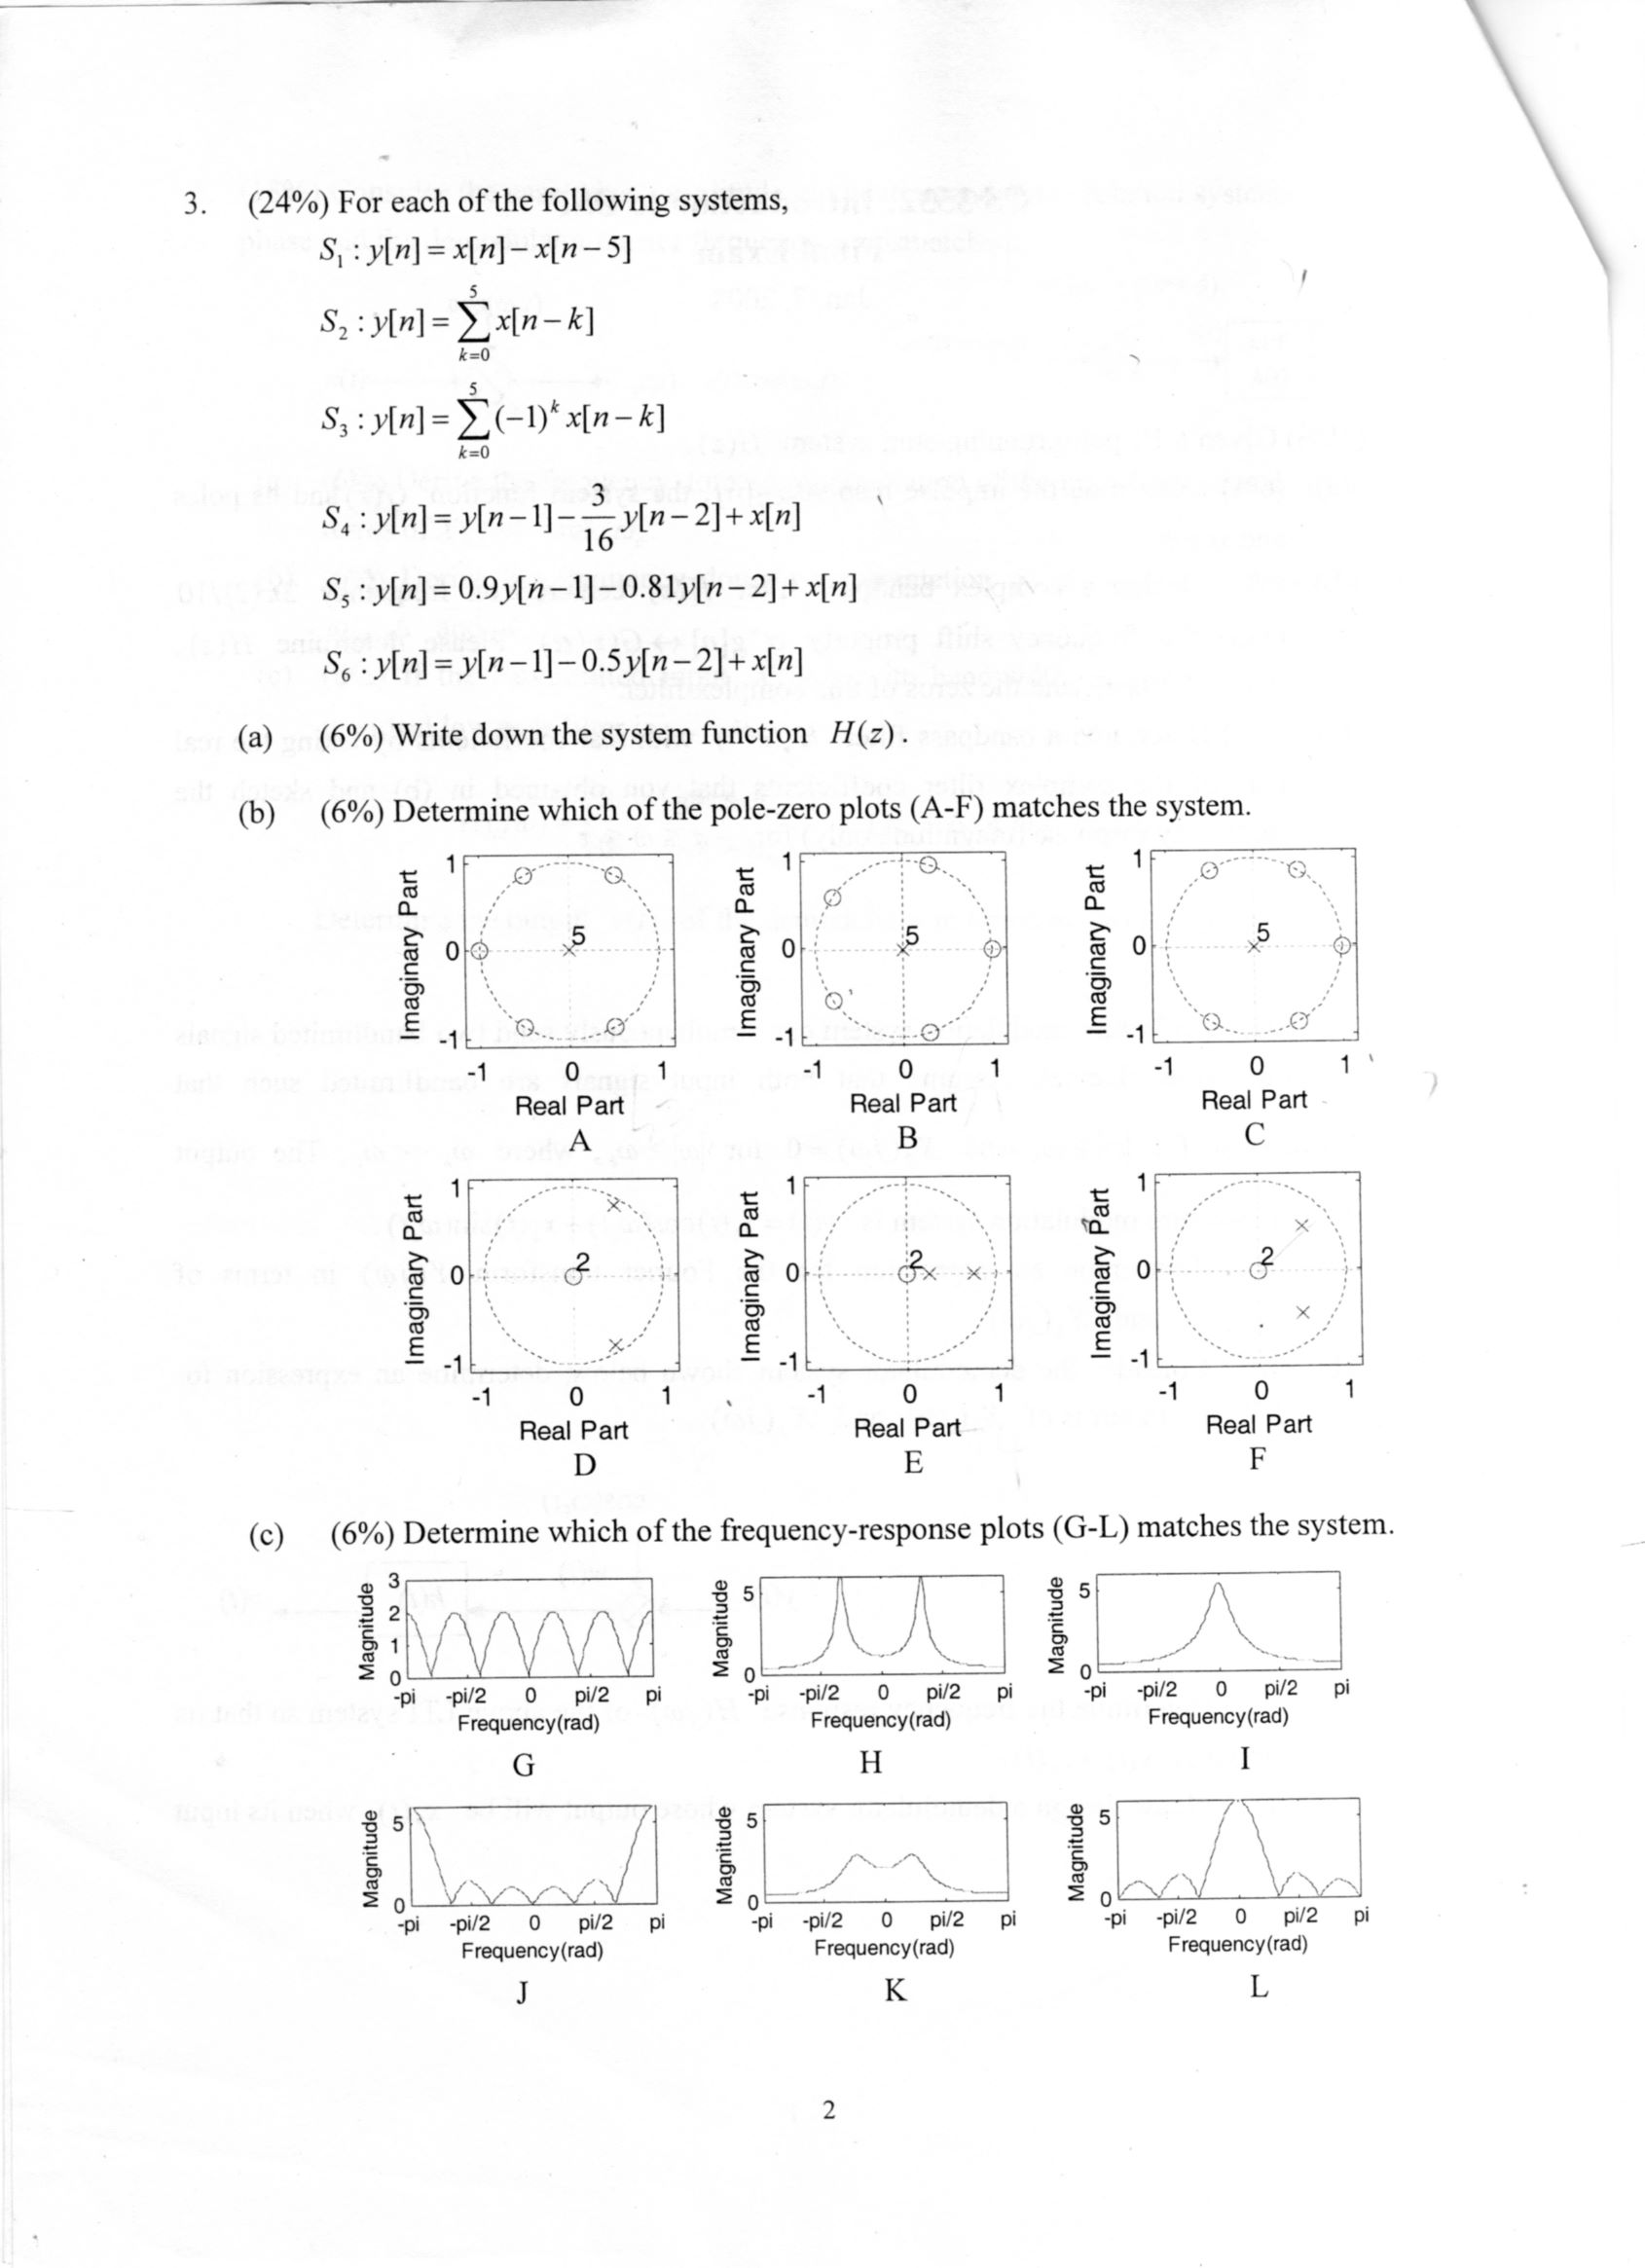 3. (24%) For each of the following systems,
S₁ : y[n] = x[n] − x[n − 5]
S₂ : y[n] = ∑_{k=0}^{5} x[n − k]
S₃ : y[n] = ∑_{k=0}^{5} (−1)^k x[n − k]
S₄ : y[n] = y[n − 1] − 3/16 y[n − 2] + x[n]
S₅ : y[n] = 0.9y[n − 1] − 0.81y[n − 2] + x[n]
S₆ : y[n] = y[n − 1] − 0.5y[n − 2] + x[n]
(a) (6%) Write down the system function H(z).
(b) (6%) Determine which of the pole-zero plots (A-F) matches the system.
Imaginary Part
1
0
-1
5
-1 0 1
Real Part
A
Imaginary Part
1
0
-1
5
-1 0 1
Real Part
B
Imaginary Part
1
0
-1
5
-1 0 1
Real Part
C
Imaginary Part
1
0
-1
2
-1 0 1
Real Part
D
Imaginary Part
1
0
-1
2
-1 0 1
Real Part
E
Imaginary Part
1
0
-1
2
-1 0 1
Real Part
F
(c) (6%) Determine which of the frequency-response plots (G-L) matches the system.
Magnitude
3
2
1
0
-pi -pi/2 0 pi/2 pi
Frequency(rad)
G
Magnitude
5
0
-pi -pi/2 0 pi/2 pi
Frequency(rad)
H
Magnitude
5
0
-pi -pi/2 0 pi/2 pi
Frequency(rad)
I
Magnitude
5
0
-pi -pi/2 0 pi/2 pi
Frequency(rad)
J
Magnitude
5
0
-pi -pi/2 0 pi/2 pi
Frequency(rad)
K
Magnitude
5
0
-pi -pi/2 0 pi/2 pi
Frequency(rad)
L
2